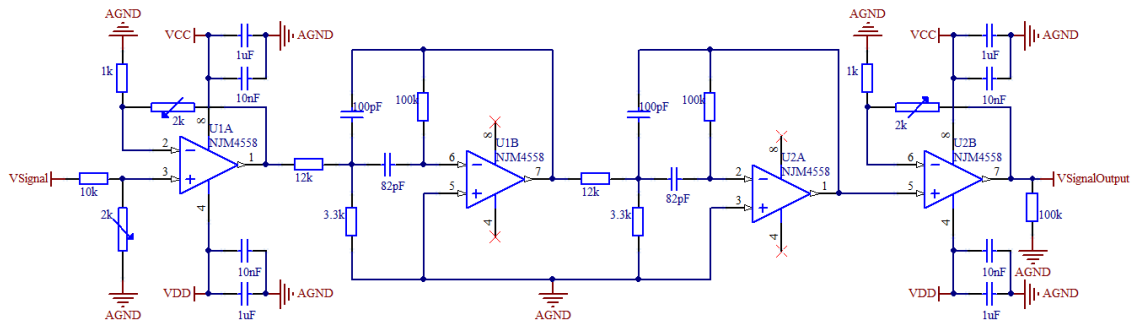 AGND
VCC
1uF
AGND
10nF
1k
2k
8
U1A
NJM4558
2
3
1
4
VSignal
10k
2k
AGND
10nF
VDD
1uF
AGND
12k
100pF
100k
82pF
3.3k
8
U1B
NJM4558
6
5
7
4
AGND
12k
100pF
100k
82pF
3.3k
8
U2A
NJM4558
2
3
1
4
AGND
VCC
1uF
AGND
10nF
1k
2k
8
U2B
NJM4558
6
5
7
4
VSignalOutput
100k
AGND
10nF
VDD
1uF
AGND